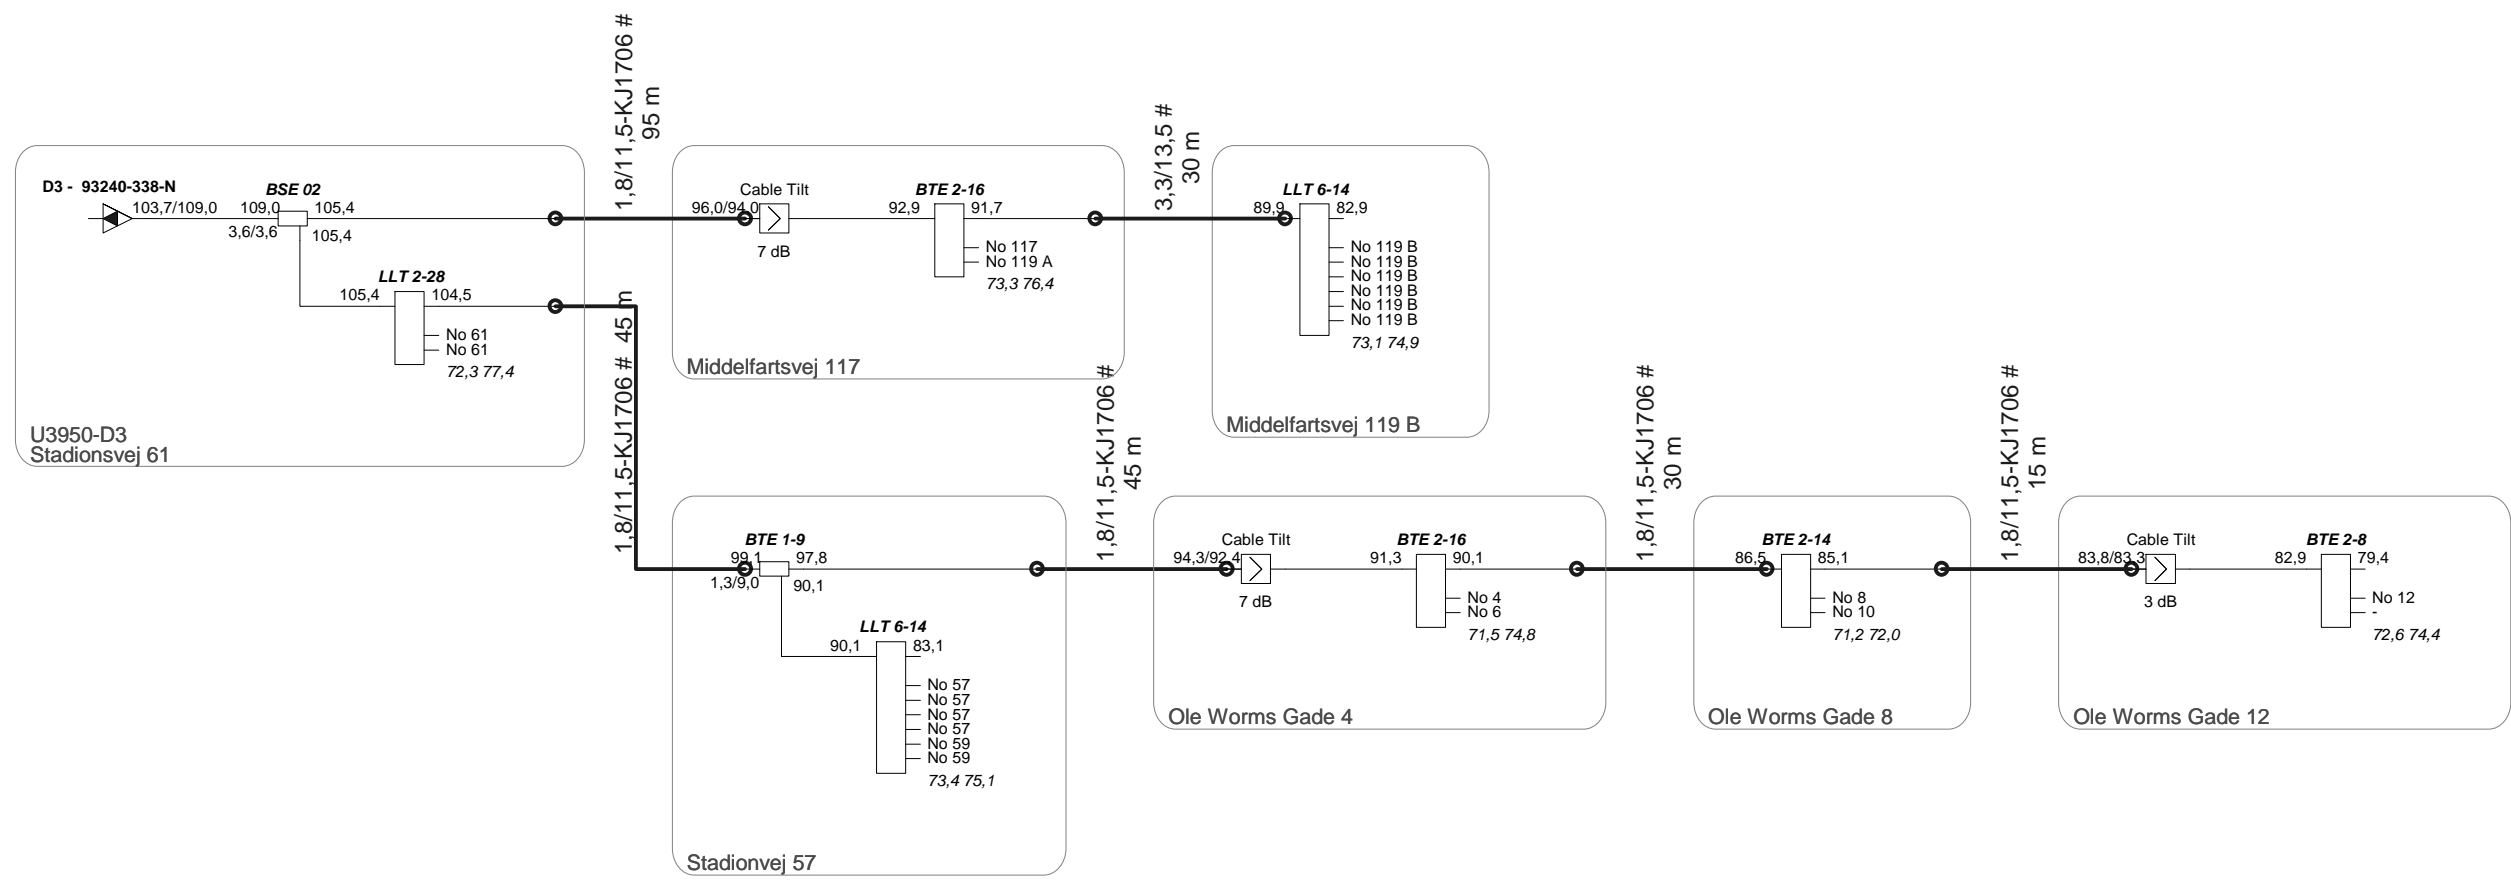 1,8/11,5-KJ1706 #
95 m
3,3/13,5 #
30 m
D3 - 93240-338-N
BSE 02
103,7/109,0
109,0
105,4
3,6/3,6
105,4
LLT 2-28
105,4
104,5
No 61
No 61
72,3 77,4
U3950-D3
Stadionsvej 61
Cable Tilt
96,0/94,0
7 dB
BTE 2-16
92,9
91,7
No 117
No 119 A
73,3 76,4
Middelfartsvej 117
LLT 6-14
89,9
82,9
No 119 B
No 119 B
No 119 B
No 119 B
No 119 B
No 119 B
73,1 74,9
Middelfartsvej 119 B
1,8/11,5-KJ1706 # 45 m
BTE 1-9
99,1
97,8
1,3/9,0
90,1
LLT 6-14
90,1
83,1
No 57
No 57
No 57
No 57
No 59
No 59
73,4 75,1
Stadionvej 57
1,8/11,5-KJ1706 #
45 m
Cable Tilt
94,3/92,4
7 dB
BTE 2-16
91,3
90,1
No 4
No 6
71,5 74,8
Ole Worms Gade 4
1,8/11,5-KJ1706 #
30 m
BTE 2-14
86,5
85,1
No 8
No 10
71,2 72,0
Ole Worms Gade 8
1,8/11,5-KJ1706 #
15 m
Cable Tilt
83,8/83,3
3 dB
BTE 2-8
82,9
79,4
No 12
-
72,6 74,4
Ole Worms Gade 12